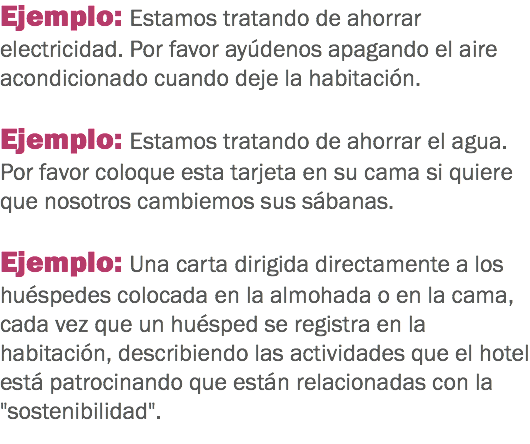 Ejemplo: Estamos tratando de ahorrar
electricidad. Por favor ayúdenos apagando el aire
acondicionado cuando deje la habitación.
Ejemplo: Estamos tratando de ahorrar el agua.
Por favor coloque esta tarjeta en su cama si quiere
que nosotros cambiemos sus sábanas.
Ejemplo: Una carta dirigida directamente a los
huéspedes colocada en la almohada o en la cama,
cada vez que un huésped se registra en la
habitación, describiendo las actividades que el hotel
está patrocinando que están relacionadas con la
"sostenibilidad".